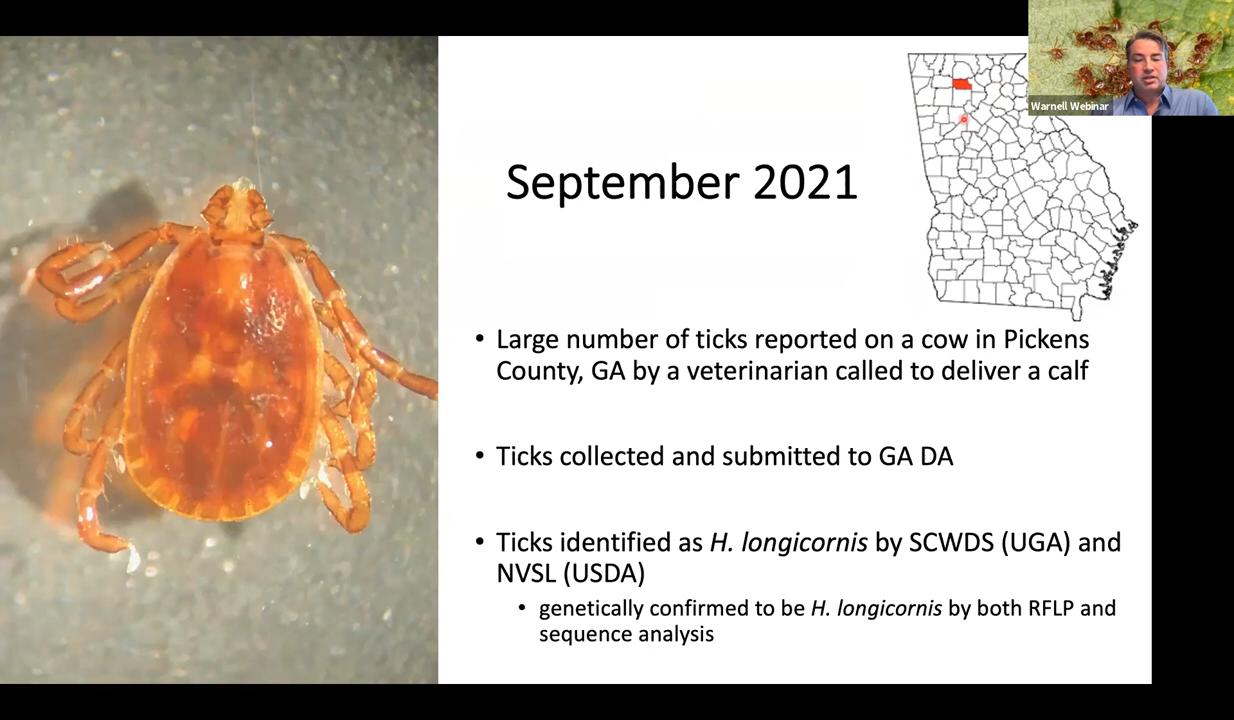 Warnell Webinar
September 2021
• Large number of ticks reported on a cow in Pickens
County, GA by a veterinarian called to deliver a calf
• Ticks collected and submitted to GA DA
• Ticks identified as H. longicornis by SCWDS (UGA) and
NVSL (USDA)
• genetically confirmed to be H. longicornis by both RFLP and
sequence analysis